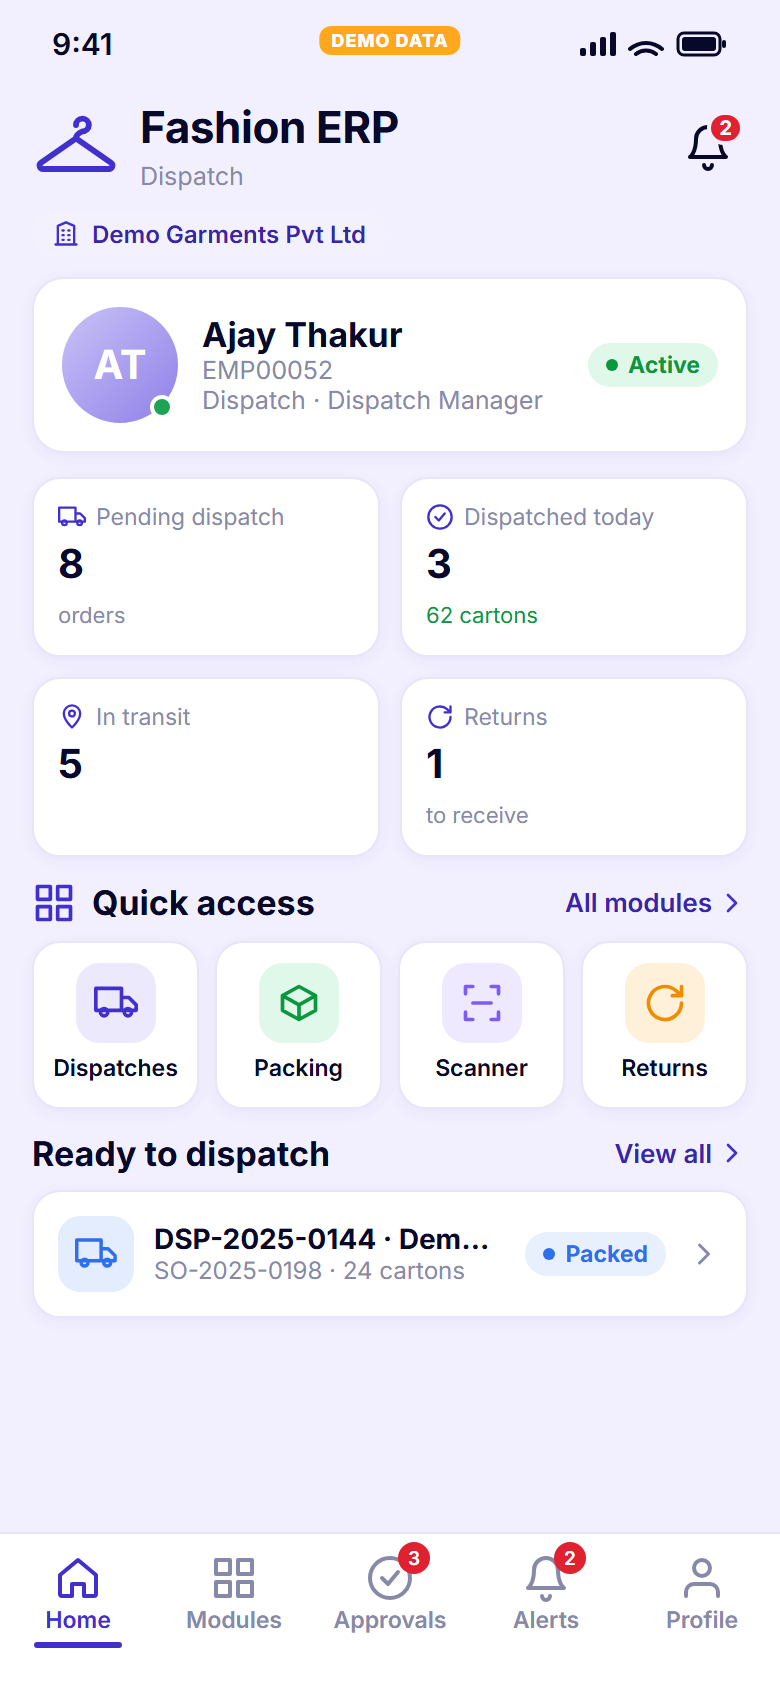 9:41
DEMO DATA
Fashion ERP
2
Dispatch
Demo Garments Pvt Ltd
AT
Ajay Thakur
EMP00052
Dispatch · Dispatch Manager
Active
Pending dispatch
8
orders
Dispatched today
3
62 cartons
In transit
5
Returns
1
to receive
Quick access
All modules
Dispatches
Packing
Scanner
Returns
Ready to dispatch
View all
DSP-2025-0144 · Dem...
SO-2025-0198 · 24 cartons
Packed
Home
Modules
3
Approvals
2
Alerts
Profile